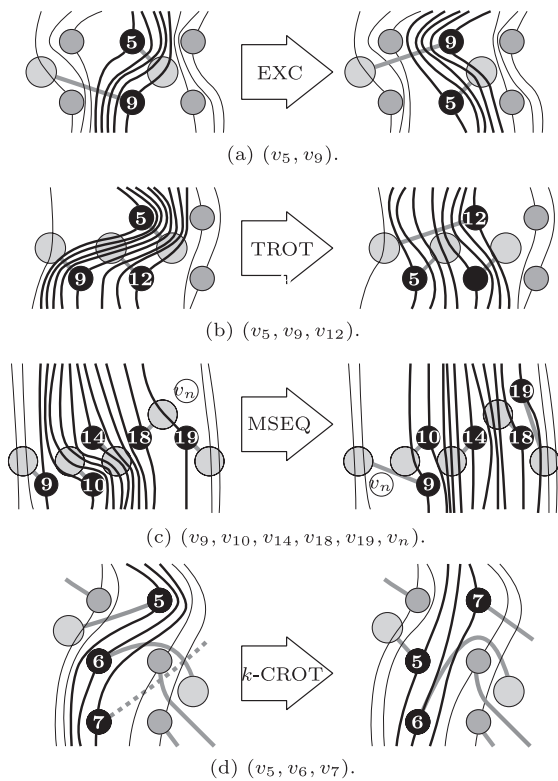 5 9 EXC 9 5
(a) (v₅, v₉).
5 9 12 TROT 12 5
(b) (v₅, v₉, v₁₂).
vₙ 14 18 19 9 10 MSEQ 19 10 14 18 9 vₙ
(c) (v₉, v₁₀, v₁₄, v₁₈, v₁₉, vₙ).
5 6 7 k-CROT 7 5 6
(d) (v₅, v₆, v₇).